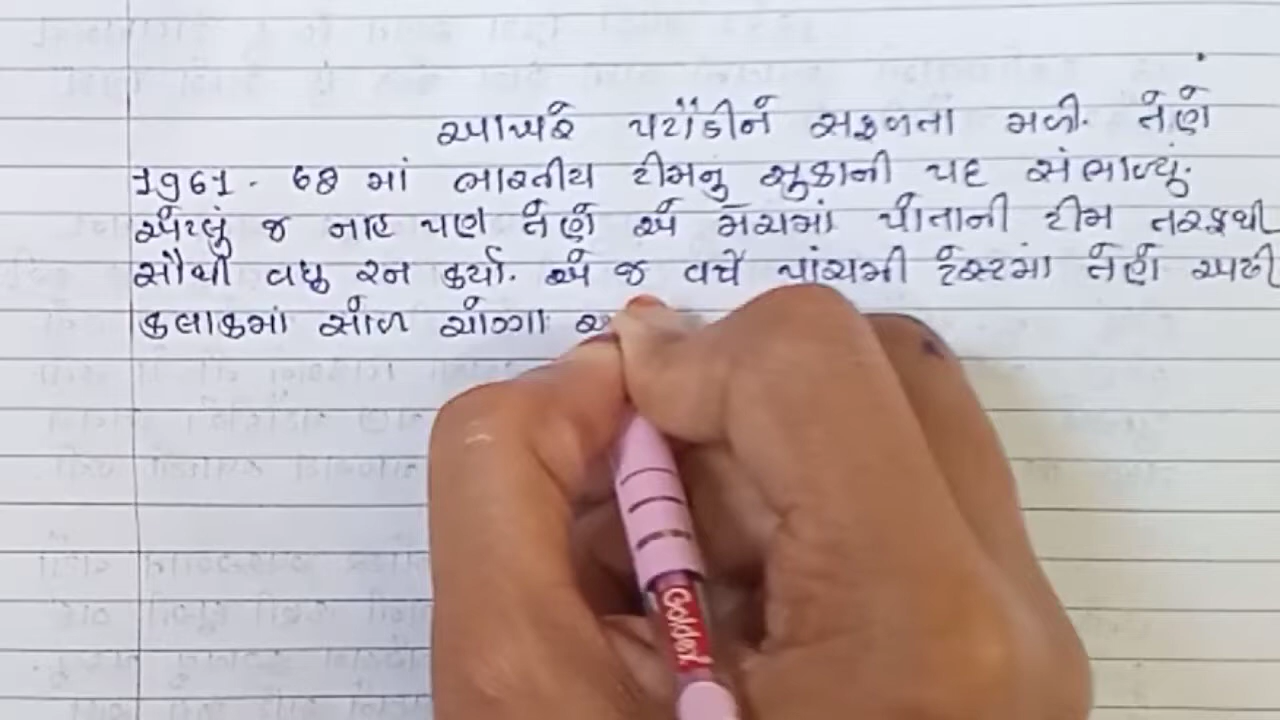 આખરે પટૌડીને સફળતા મળી. તેણે
1961-68 માં ભારતીય ટીમનુ સુકાની પદ સંભાળ્યું.
એટલું જ નહિ પણ તેણે એ મેચમાં પોતાની ટીમ તરફથી
સૌથી વધુ રન કર્યા. એ જ વર્ષે પાંચમી ટેસ્ટમાં તેણે અઢી
કલાકમાં સોળ ચોગ્ગા
Goldex